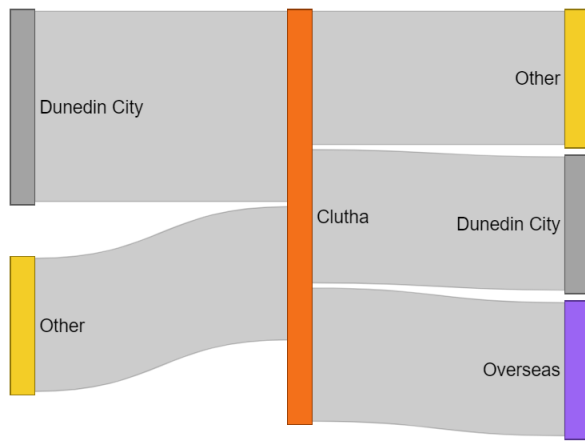 Dunedin City
Other
Clutha
Other
Dunedin City
Overseas